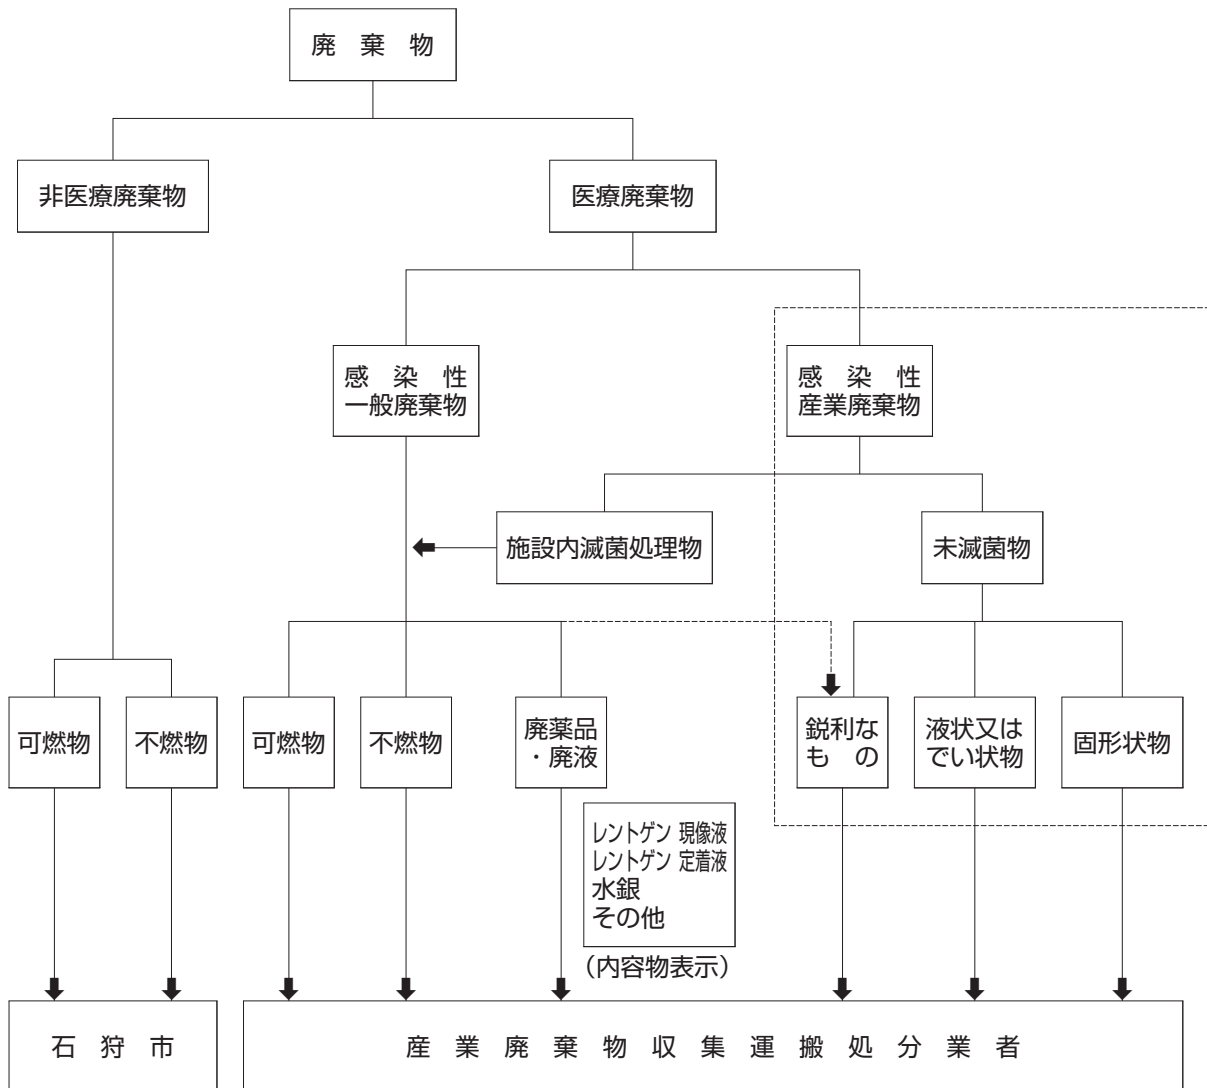 廃棄物
非医療廃棄物
医療廃棄物
感染性
一般廃棄物
感染性
産業廃棄物
施設内滅菌処理物
未滅菌物
可燃物
不燃物
可燃物
不燃物
廃薬品
・廃液
鋭利な
もの
液状又は
でい状物
固形状物
レントゲン 現像液
レントゲン 定着液
水銀
その他
（内容物表示）
石狩市
産業廃棄物収集運搬処分業者